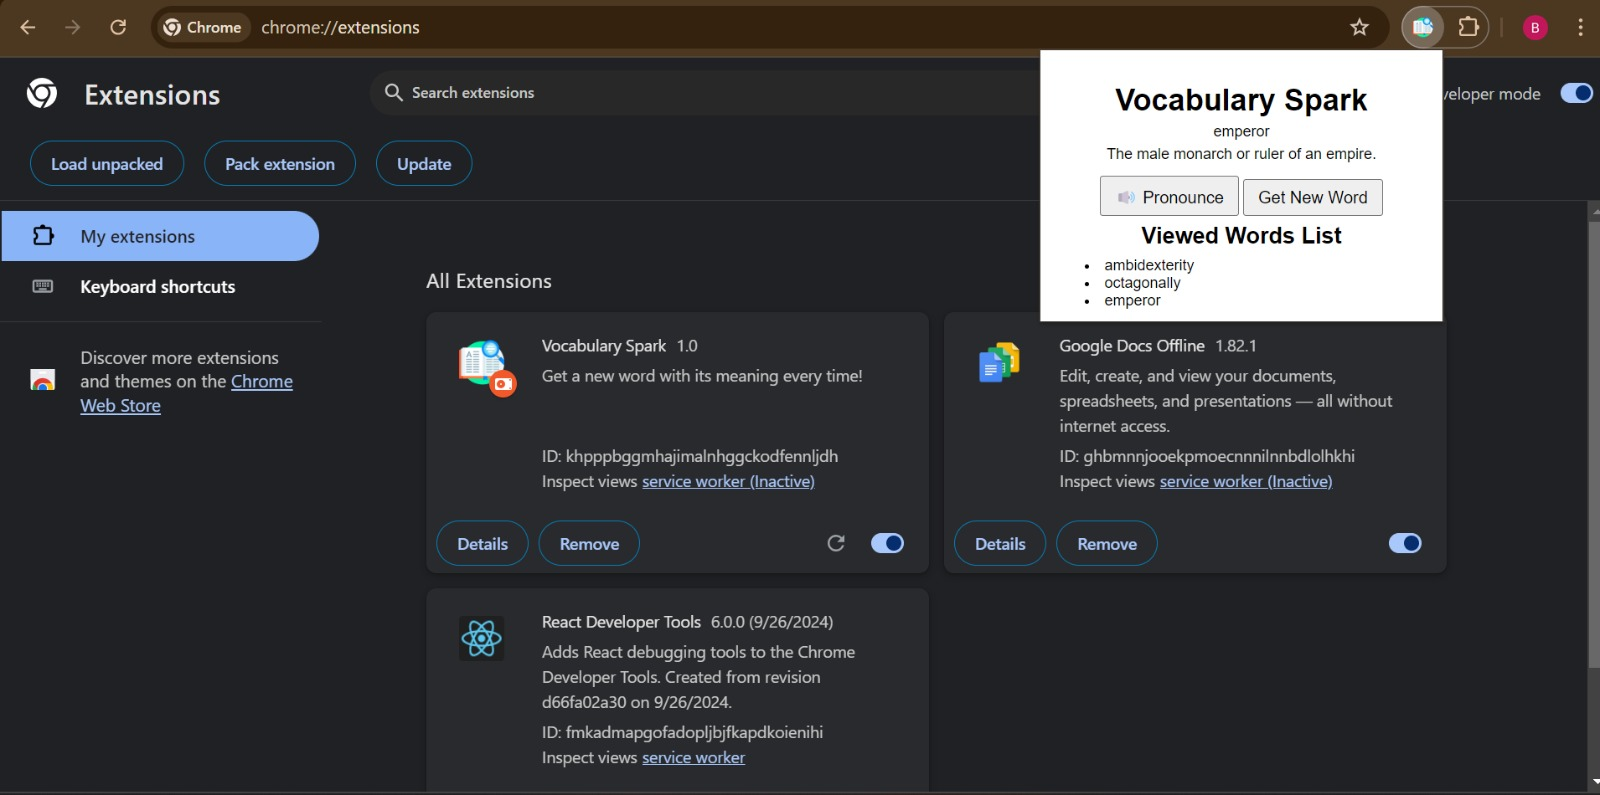 Chrome
chrome://extensions
B
Extensions
Search extensions
veloper mode
Load unpacked
Pack extension
Update
Vocabulary Spark
emperor
The male monarch or ruler of an empire.
Pronounce
Get New Word
Viewed Words List
• ambidexterity
• octagonally
• emperor
My extensions
Keyboard shortcuts
Discover more extensions
and themes on the Chrome
Web Store
All Extensions
Vocabulary Spark 1.0
Get a new word with its meaning every time!
ID: khpppbggmhajimalnhggckodfennljdh
Inspect views service worker (Inactive)
Details
Remove
Google Docs Offline 1.82.1
Edit, create, and view your documents,
spreadsheets, and presentations — all without
internet access.
ID: ghbmnnjooekpmoecnnnilnnbdlolhkhi
Inspect views service worker (Inactive)
Details
Remove
React Developer Tools 6.0.0 (9/26/2024)
Adds React debugging tools to the Chrome
Developer Tools. Created from revision
d66fa02a30 on 9/26/2024.
ID: fmkadmapgofadopljbjfkapdkoienihi
Inspect views service worker